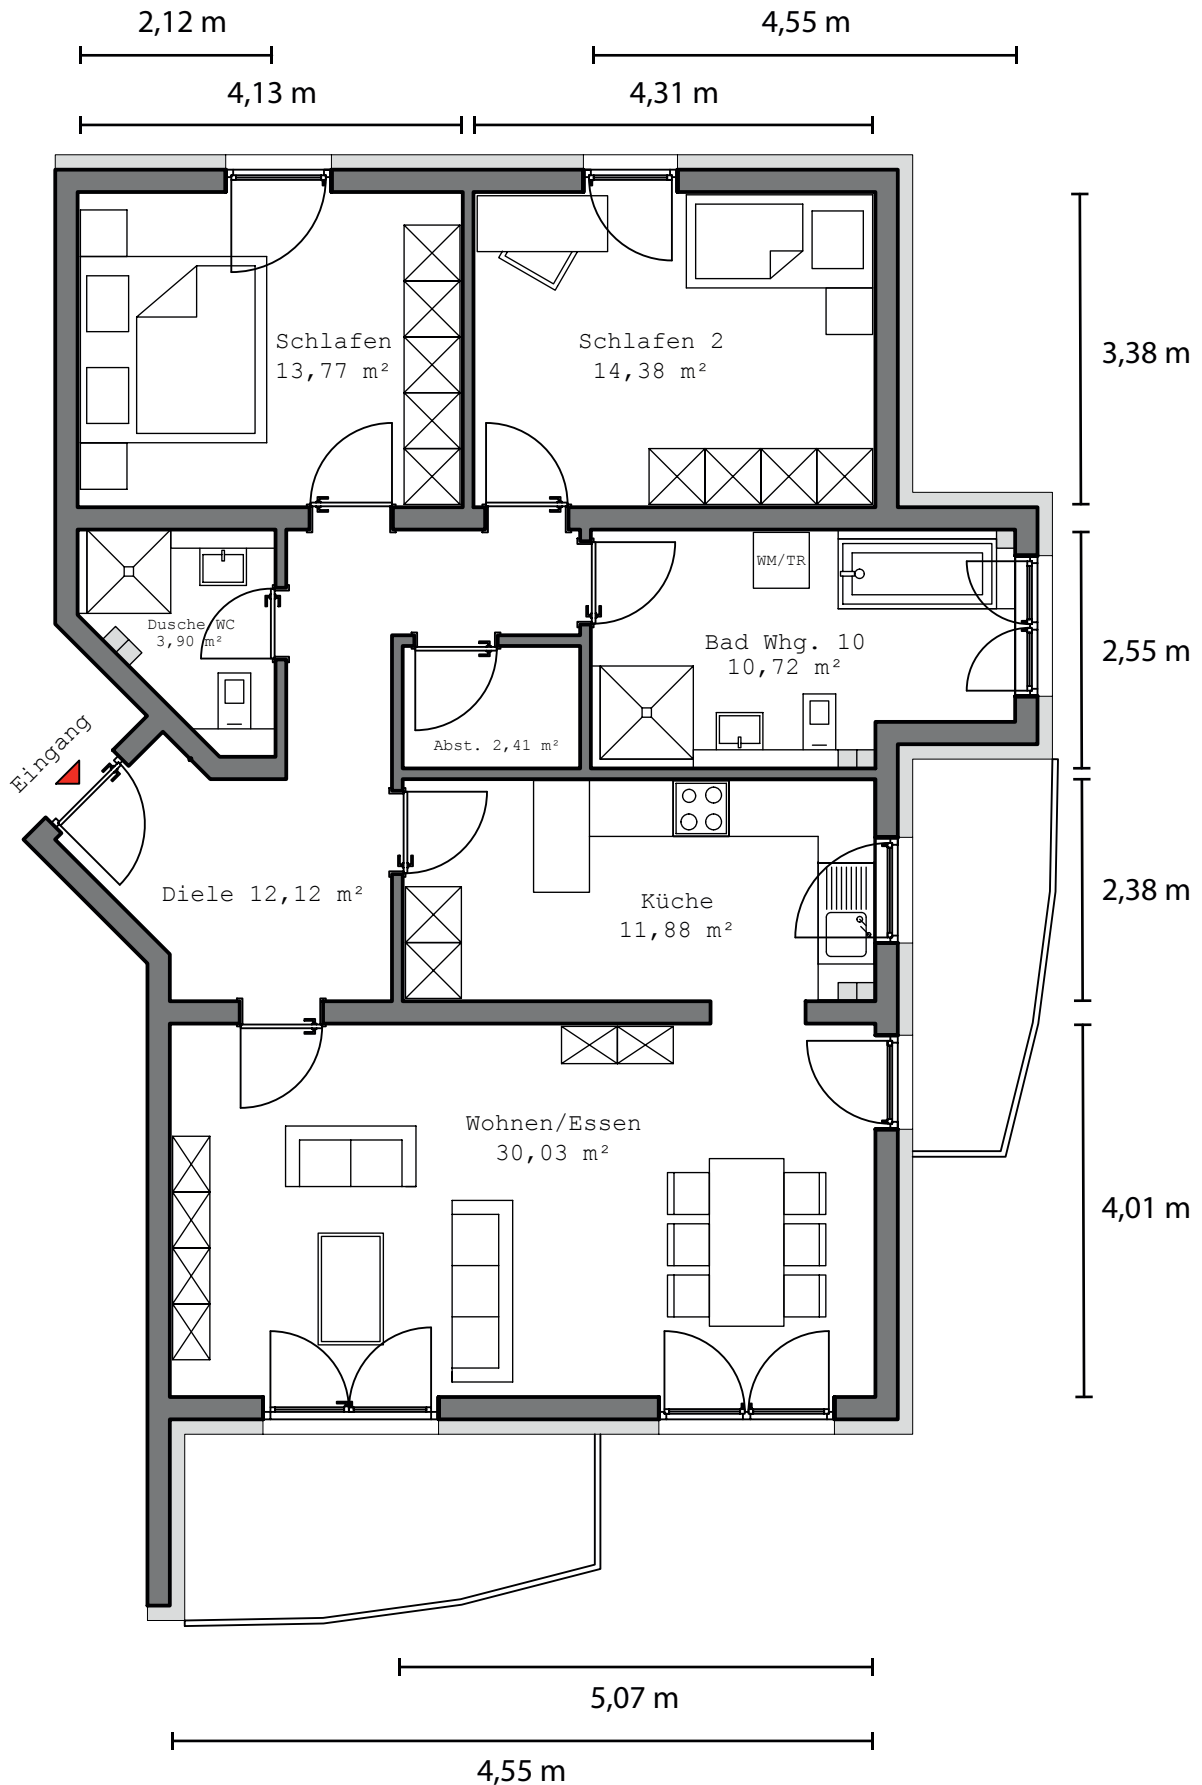 2,12 m
4,55 m
4,13 m
4,31 m
Schlafen
13,77 m²
Schlafen 2
14,38 m²
3,38 m
WM/TR
Dusche/WC
3,90 m²
Bad Whg. 10
10,72 m²
2,55 m
Abst. 2,41 m²
Eingang
Diele 12,12 m²
Küche
11,88 m²
2,38 m
Wohnen/Essen
30,03 m²
4,01 m
5,07 m
4,55 m